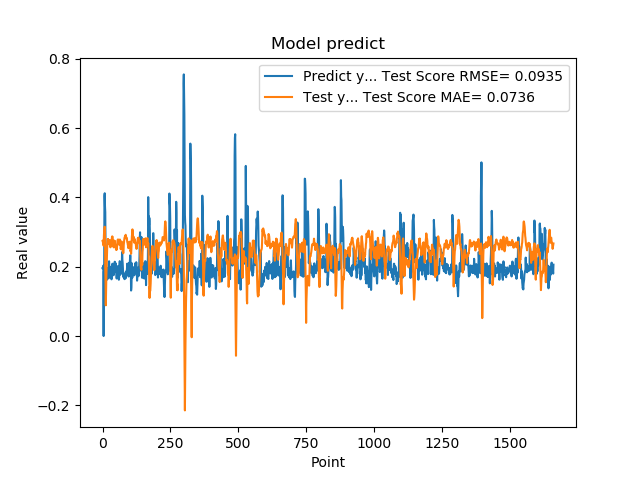 Model predict
Predict y... Test Score RMSE= 0.0935
Test y... Test Score MAE= 0.0736
Real value
0.8
0.6
0.4
0.2
0.0
−0.2
0 250 500 750 1000 1250 1500
Point